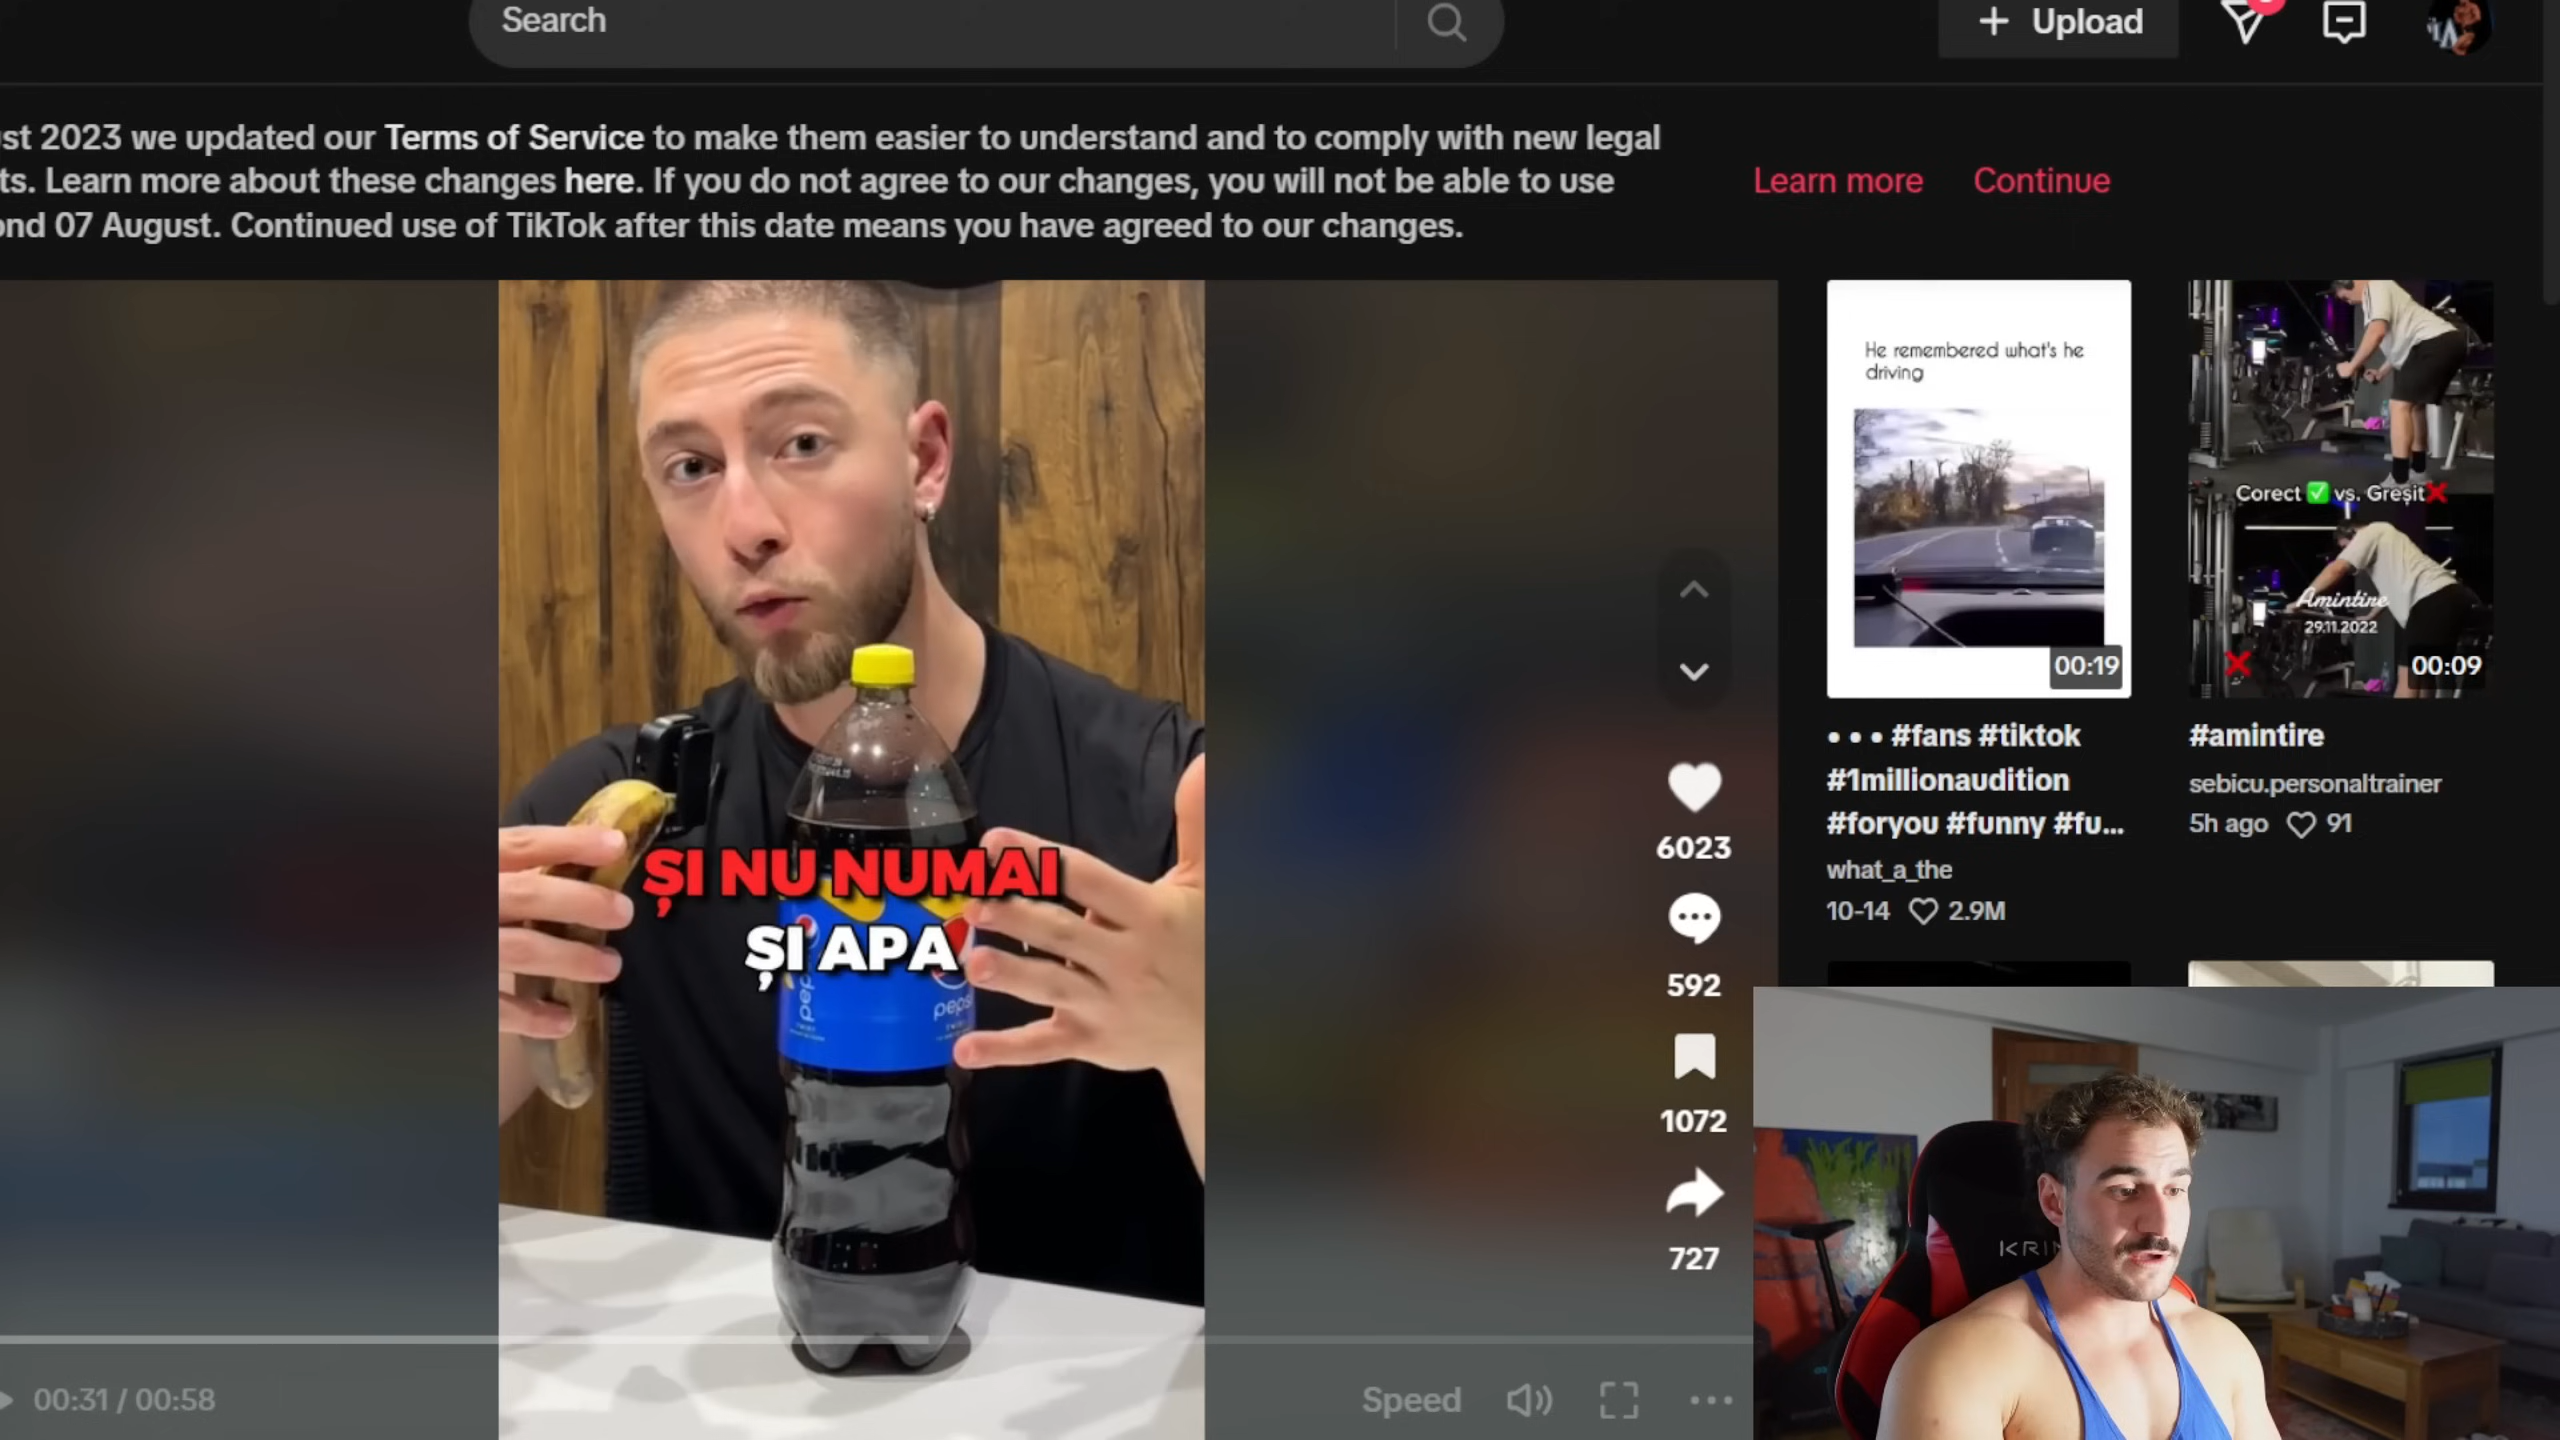 Search
+ Upload
st 2023 we updated our Terms of Service to make them easier to understand and to comply with new legal
ts. Learn more about these changes here. If you do not agree to our changes, you will not be able to use
ond 07 August. Continued use of TikTok after this date means you have agreed to our changes.
Learn more
Continue
ȘI NU NUMAI
ȘI APA
pepsi
pepsi
6023
592
1072
727
00:31 / 00:58
Speed
He remembered what's he
driving
00:19
• • • #fans #tiktok
#1millionaudition
#foryou #funny #fu...
what_a_the
10-14 2.9M
Corect ✅ vs. Greșit❌
Amintire
29.11.2022
00:09
#amintire
sebicu.personaltrainer
5h ago 91